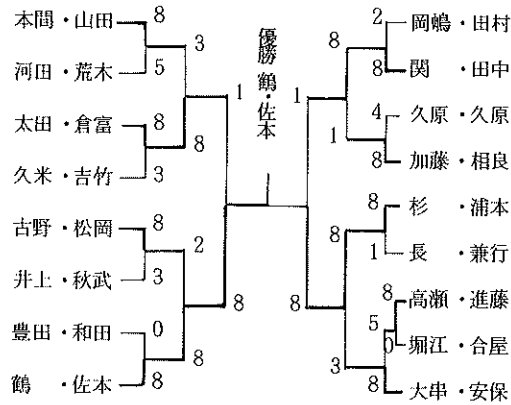 本間・山田 8
河田・荒木 5
3
太田・倉富 8
久米・吉竹 3
8
1
古野・松岡 8
井上・秋武 3
2
豊田・和田 0
鶴・佐本 8
8
8
優勝 鶴・佐本
2 岡嶋・田村
8 関・田中
8
4 久原・久原
8 加藤・相良
1
1
8 杉・浦本
1 長・兼行
8
8 高瀬・進藤
0 堀江・合屋
5
8 大串・安保
3
8